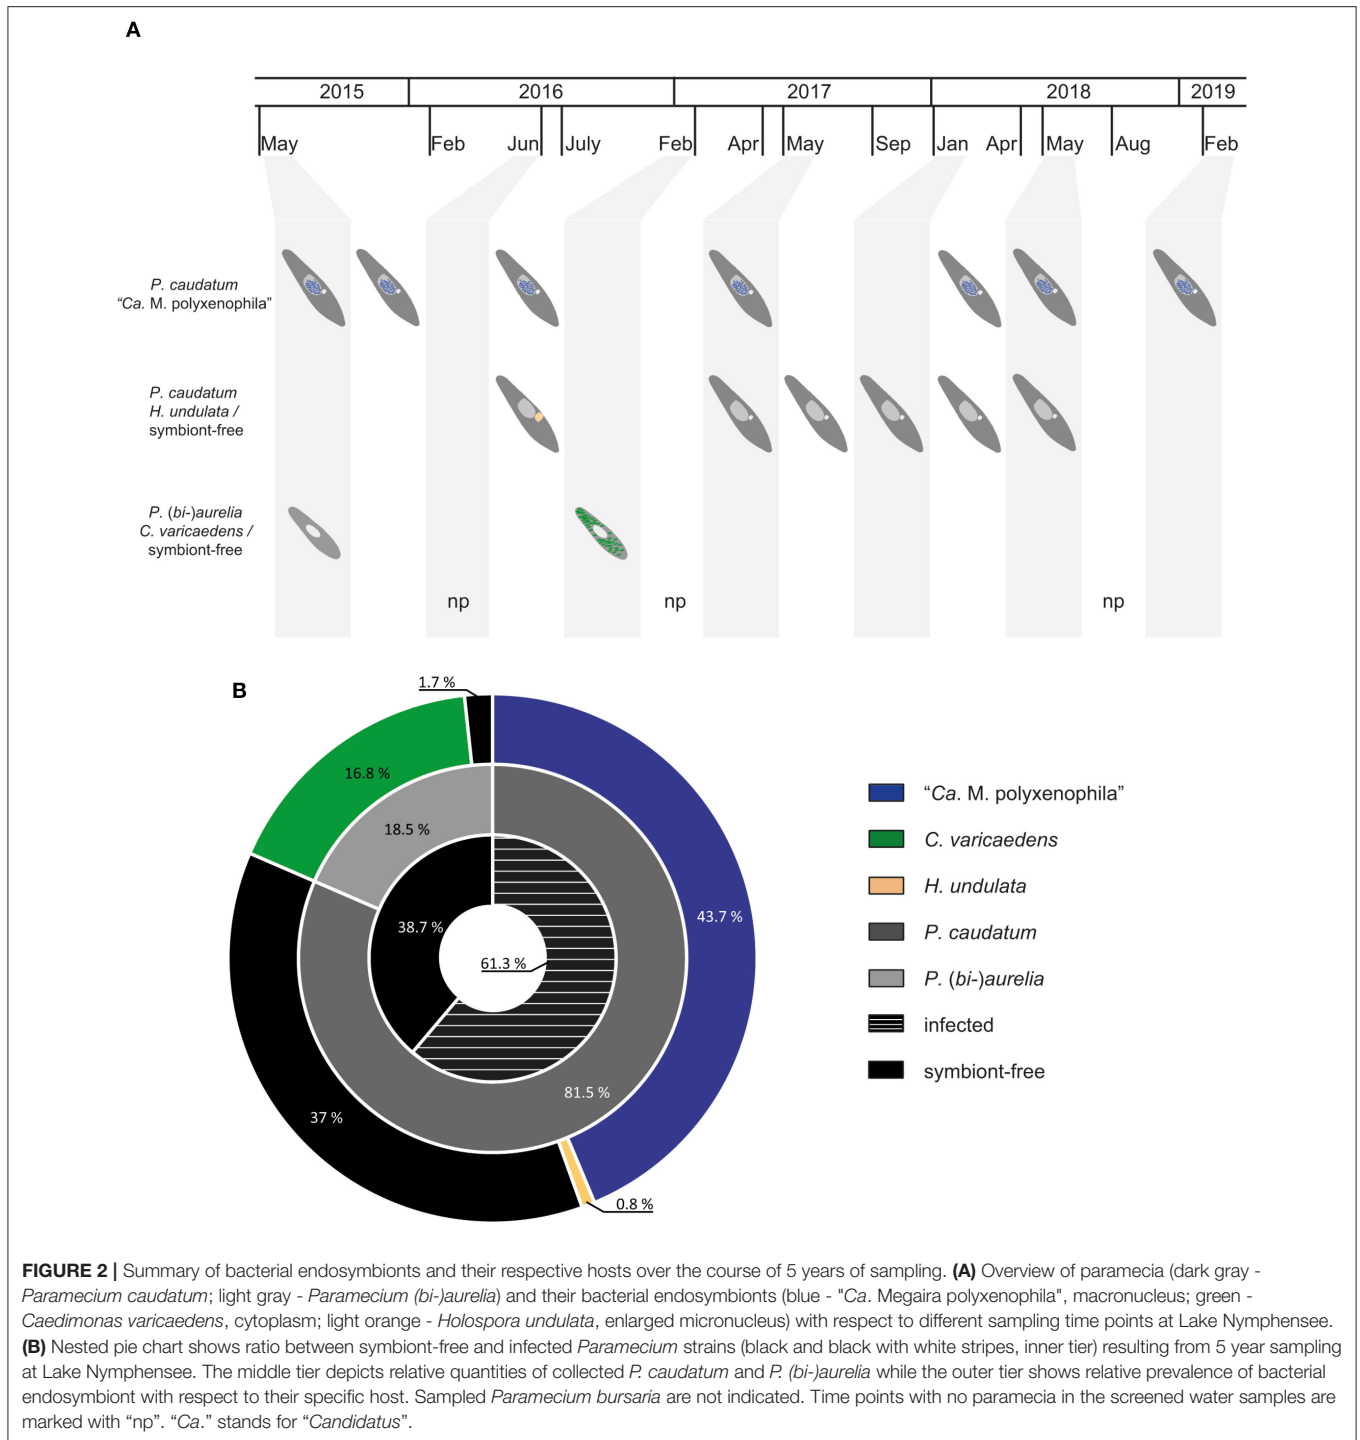 A
2015 2016 2017 2018 2019
May Feb Jun July Feb Apr May Sep Jan Apr May Aug Feb
P. caudatum
“Ca. M. polyxenophila”
P. caudatum
H. undulata /
symbiont-free
P. (bi-)aurelia
C. varicaedens /
symbiont-free
np np np
B
1.7 %
16.8 %
18.5 %
38.7 %
61.3 %
43.7 %
81.5 %
37 %
0.8 %
“Ca. M. polyxenophila”
C. varicaedens
H. undulata
P. caudatum
P. (bi-)aurelia
infected
symbiont-free
FIGURE 2 | Summary of bacterial endosymbionts and their respective hosts over the course of 5 years of sampling. (A) Overview of paramecia (dark gray -
Paramecium caudatum; light gray - Paramecium (bi-)aurelia) and their bacterial endosymbionts (blue - "Ca. Megaira polyxenophila", macronucleus; green -
Caedimonas varicaedens, cytoplasm; light orange - Holospora undulata, enlarged micronucleus) with respect to different sampling time points at Lake Nymphensee.
(B) Nested pie chart shows ratio between symbiont-free and infected Paramecium strains (black and black with white stripes, inner tier) resulting from 5 year sampling
at Lake Nymphensee. The middle tier depicts relative quantities of collected P. caudatum and P. (bi-)aurelia while the outer tier shows relative prevalence of bacterial
endosymbiont with respect to their specific host. Sampled Paramecium bursaria are not indicated. Time points with no paramecia in the screened water samples are
marked with “np”. “Ca.” stands for “Candidatus”.